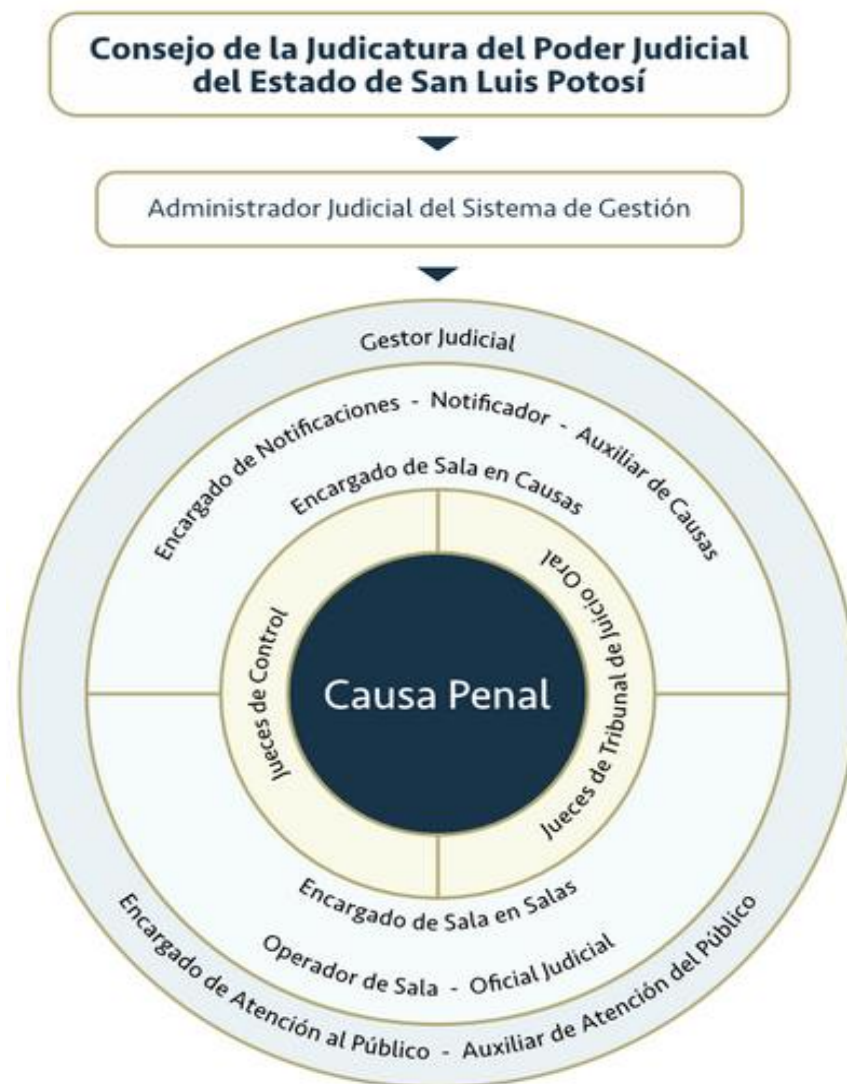 Consejo de la Judicatura del Poder Judicial
del Estado de San Luis Potosí
Administrador Judicial del Sistema de Gestión
Gestor Judicial
Encargado de Notificaciones - Notificador - Auxiliar de Causas
Encargado de Sala en Causas
Jueces de Control
Causa Penal
Jueces de Tribunal de Juicio Oral
Encargado de Sala en Salas
Operador de Sala - Oficial Judicial
Encargado de Atención al Público - Auxiliar de Atención del Público